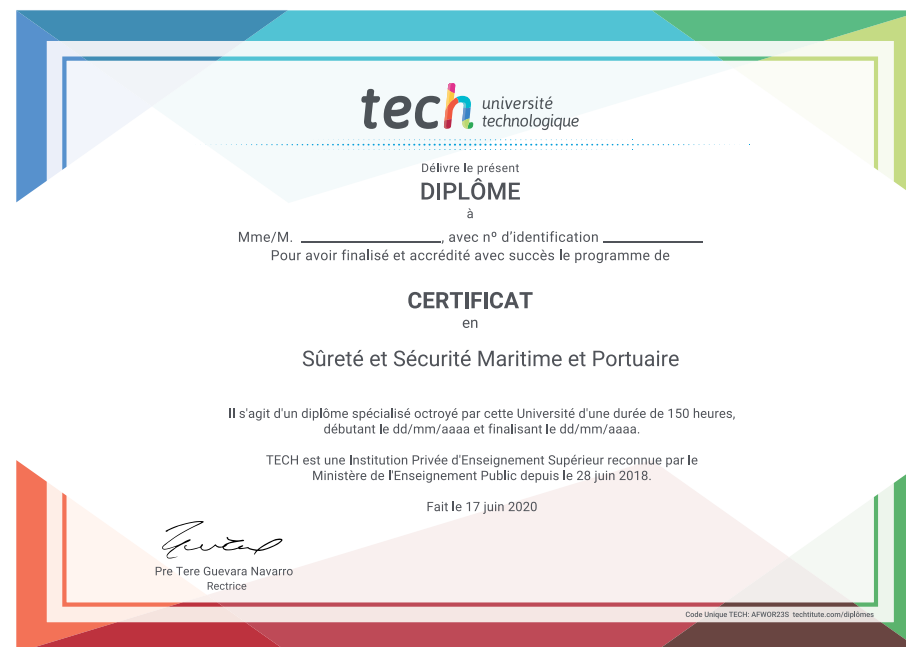 tech université
technologique
Délivre le présent
DIPLÔME
à
Mme/M. ____________________, avec nº d'identification ______________
Pour avoir finalisé et accrédité avec succès le programme de
CERTIFICAT
en
Sûreté et Sécurité Maritime et Portuaire
Il s'agit d'un diplôme spécialisé octroyé par cette Université d'une durée de 150 heures,
débutant le dd/mm/aaaa et finalisant le dd/mm/aaaa.
TECH est une Institution Privée d'Enseignement Supérieur reconnue par le
Ministère de l'Enseignement Public depuis le 28 juin 2018.
Fait le 17 juin 2020
Pre Tere Guevara Navarro
Rectrice
Code Unique TECH: AFWOR23S techtitute.com/diplômes